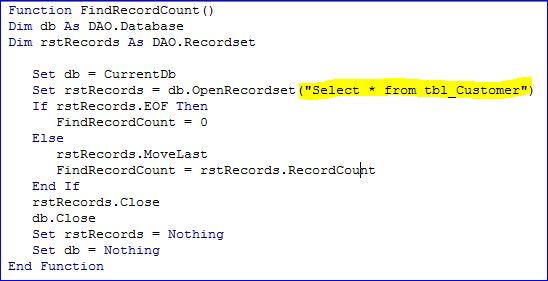 Function FindRecordCount()
Dim db As DAO.Database
Dim rstRecords As DAO.Recordset
Set db = CurrentDb
Set rstRecords = db.OpenRecordset("Select * from tbl_Customer")
If rstRecords.EOF Then
FindRecordCount = 0
Else
rstRecords.MoveLast
FindRecordCount = rstRecords.RecordCount
End If
rstRecords.Close
db.Close
Set rstRecords = Nothing
Set db = Nothing
End Function